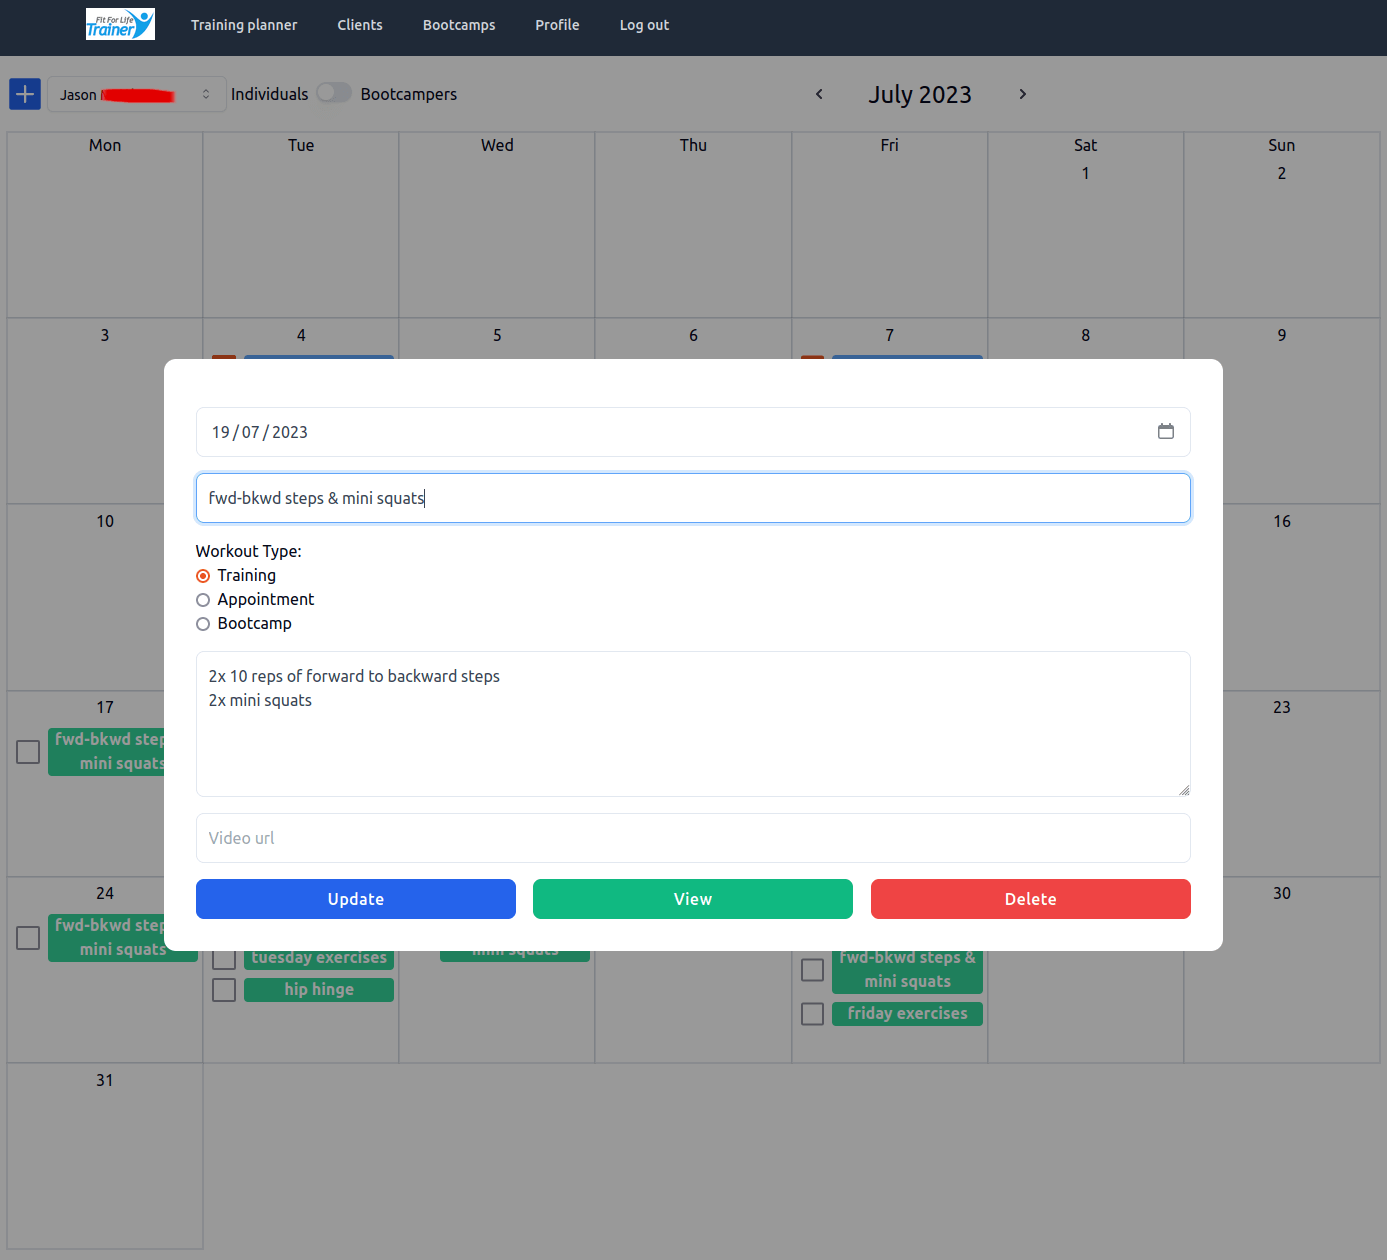 Fit For Life
Trainer
Training planner Clients Bootcamps Profile Log out
Jason
Individuals Bootcampers
July 2023
Mon Tue Wed Thu Fri Sat Sun
1 2
3 4 5 6 7 8 9
19/07/2023
fwd-bkwd steps & mini squats
10 16
Workout Type:
Training
Appointment
Bootcamp
2x 10 reps of forward to backward steps
2x mini squats
17 23
fwd-bkwd step
mini squats
Video url
Update View Delete
24 30
fwd-bkwd step
mini squats
tuesday exercises
hip hinge
mini squats
fwd-bkwd steps &
mini squats
friday exercises
31